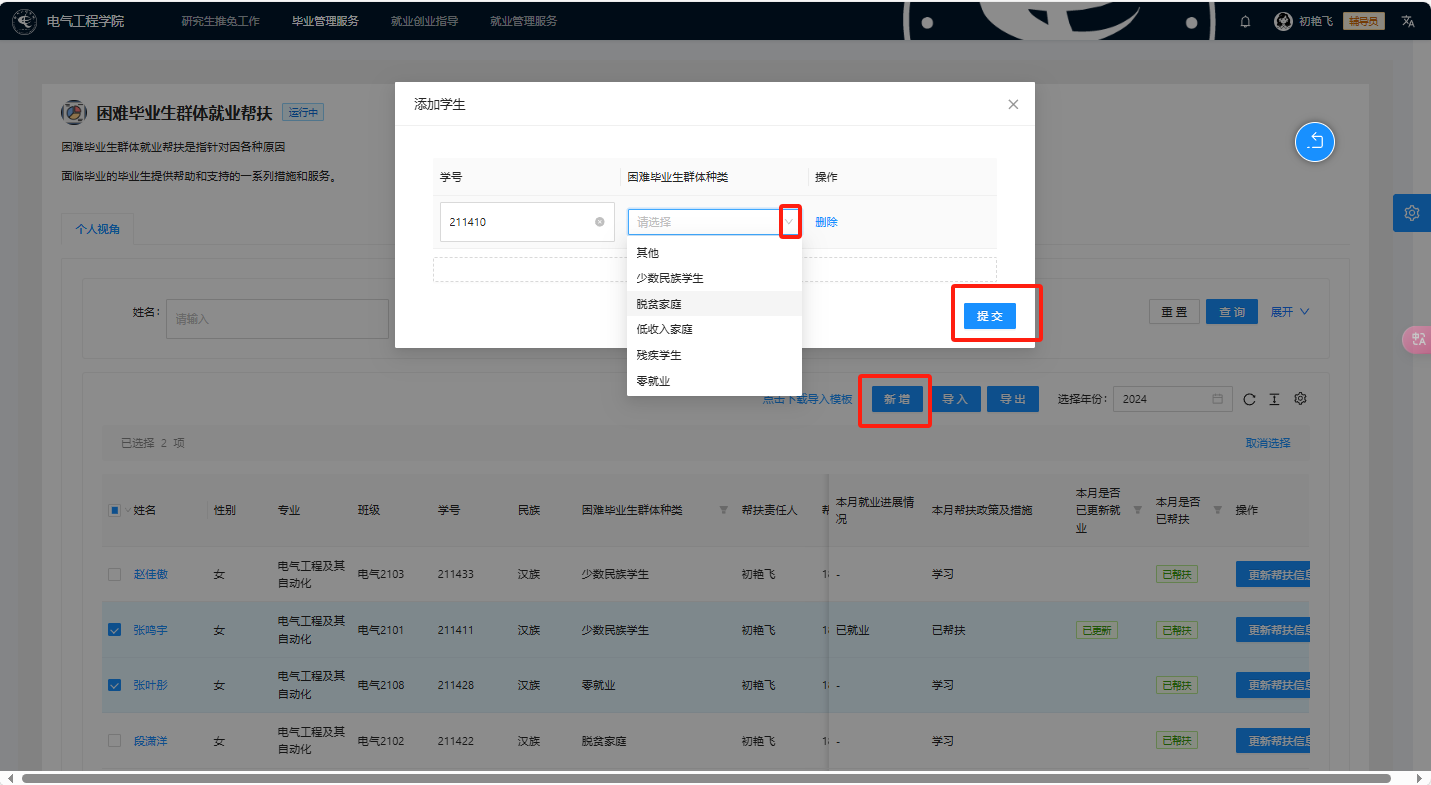 电气工程学院 研究生推免工作 毕业管理服务 就业创业指导 就业管理服务 初艳飞 辅导员
困难毕业生群体就业帮扶 运行中
困难毕业生群体就业帮扶是指针对因各种原因
面临毕业的毕业生提供帮助和支持的一系列措施和服务。
个人视角
添加学生
学号 困难毕业生群体种类 操作
211410 请选择 删除
其他
少数民族学生
脱贫家庭
低收入家庭
残疾学生
零就业
提交
姓名: 请输入 重置 查询 展开
点击下载导入模板 新增 导入 导出 选择年份: 2024
已选择 2 项 取消选择
姓名 性别 专业 班级 学号 民族 困难毕业生群体种类 帮扶责任人 本月就业进展情况 本月帮扶政策及措施 本月是否已更新就业 本月是否已帮扶 操作
赵佳傲 女 电气工程及其自动化 电气2103 211433 汉族 少数民族学生 初艳飞 - 学习 已帮扶 更新帮扶信息
张鸣宇 女 电气工程及其自动化 电气2101 211411 汉族 少数民族学生 初艳飞 已就业 已帮扶 已更新 已帮扶 更新帮扶信息
张叶彤 女 电气工程及其自动化 电气2108 211428 汉族 零就业 初艳飞 - 学习 已帮扶 更新帮扶信息
段潇洋 女 电气工程及其自动化 电气2102 211422 汉族 脱贫家庭 初艳飞 - 学习 已帮扶 更新帮扶信息